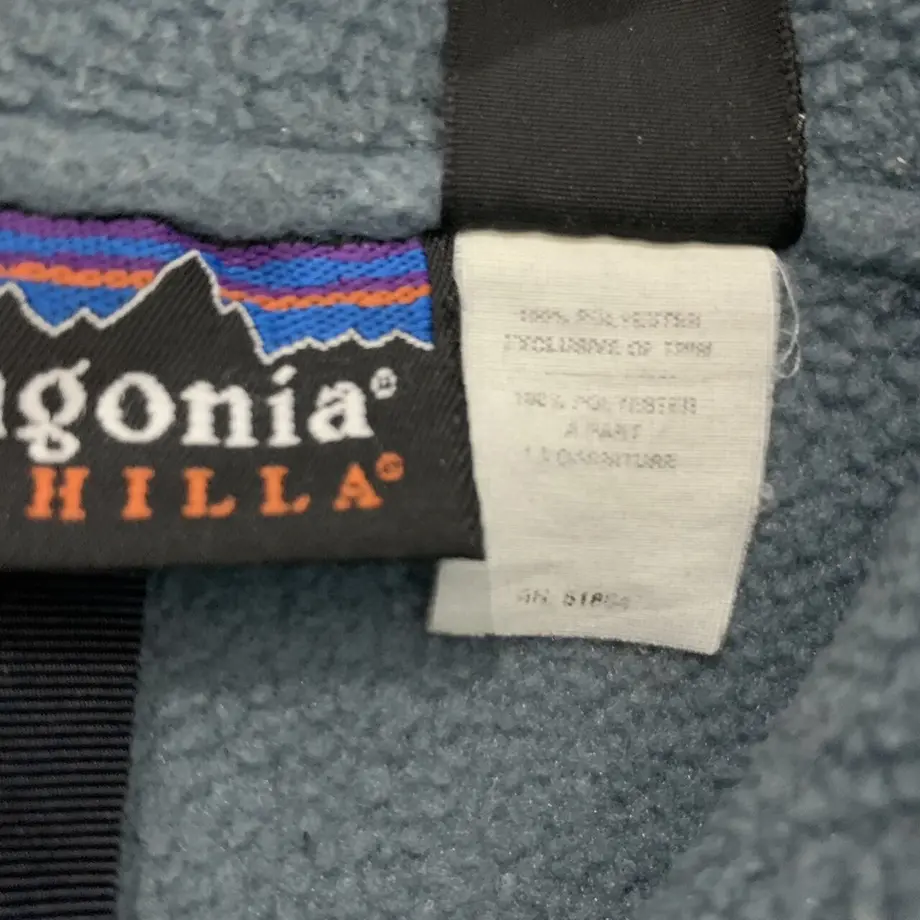 agonia®
HILLA®
100% POLYESTER
EXCLUSIVE OF TRIM
100% POLYESTER
A PART
LA GARNITURE